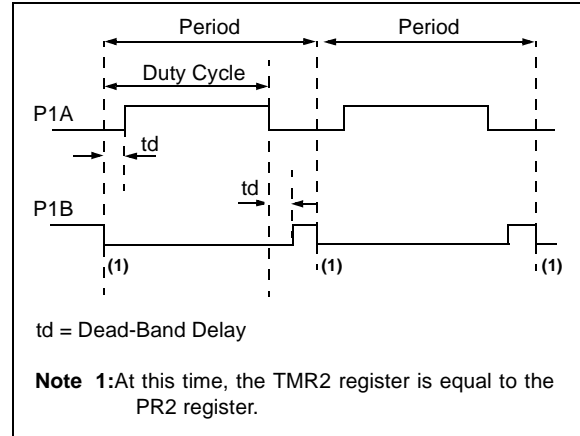 Period Period
Duty Cycle
P1A
td
td
P1B
(1) (1) (1)
td = Dead-Band Delay
Note 1:At this time, the TMR2 register is equal to the
PR2 register.